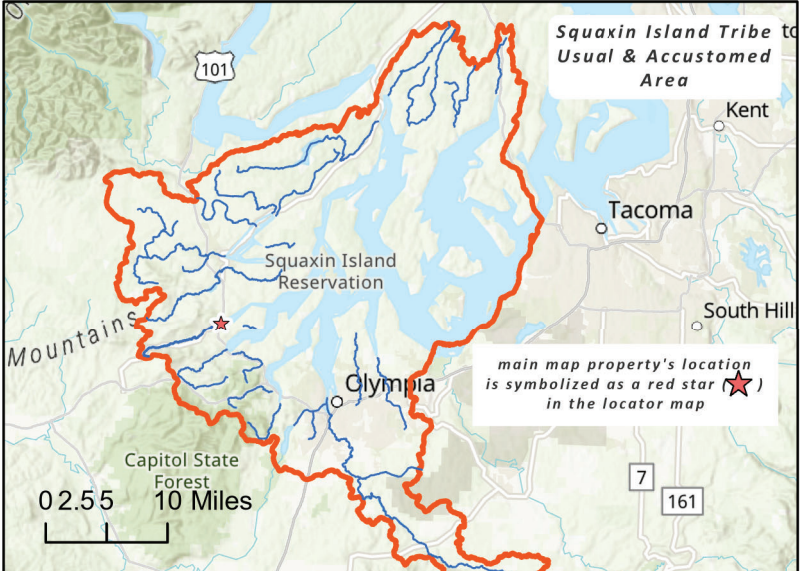 Squaxin Island Tribe
Usual & Accustomed
Area
101
Kent
Tacoma
Squaxin Island
Reservation
South Hill
Mountains
main map property's location
is symbolized as a red star ( )
in the locator map
Olympia
Capitol State
Forest
7
161
0 2.5 5 10 Miles